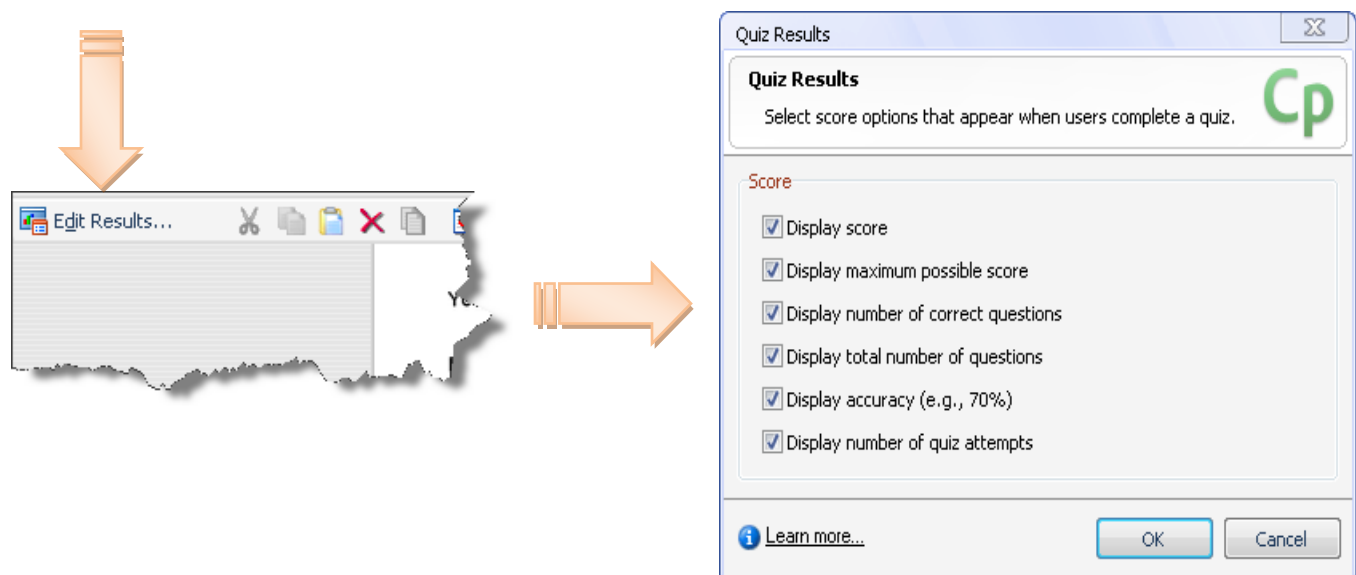 Edit Results...
Quiz Results
Quiz Results
Select score options that appear when users complete a quiz.
Cp
Score
Display score
Display maximum possible score
Display number of correct questions
Display total number of questions
Display accuracy (e.g., 70%)
Display number of quiz attempts
Learn more...
OK
Cancel